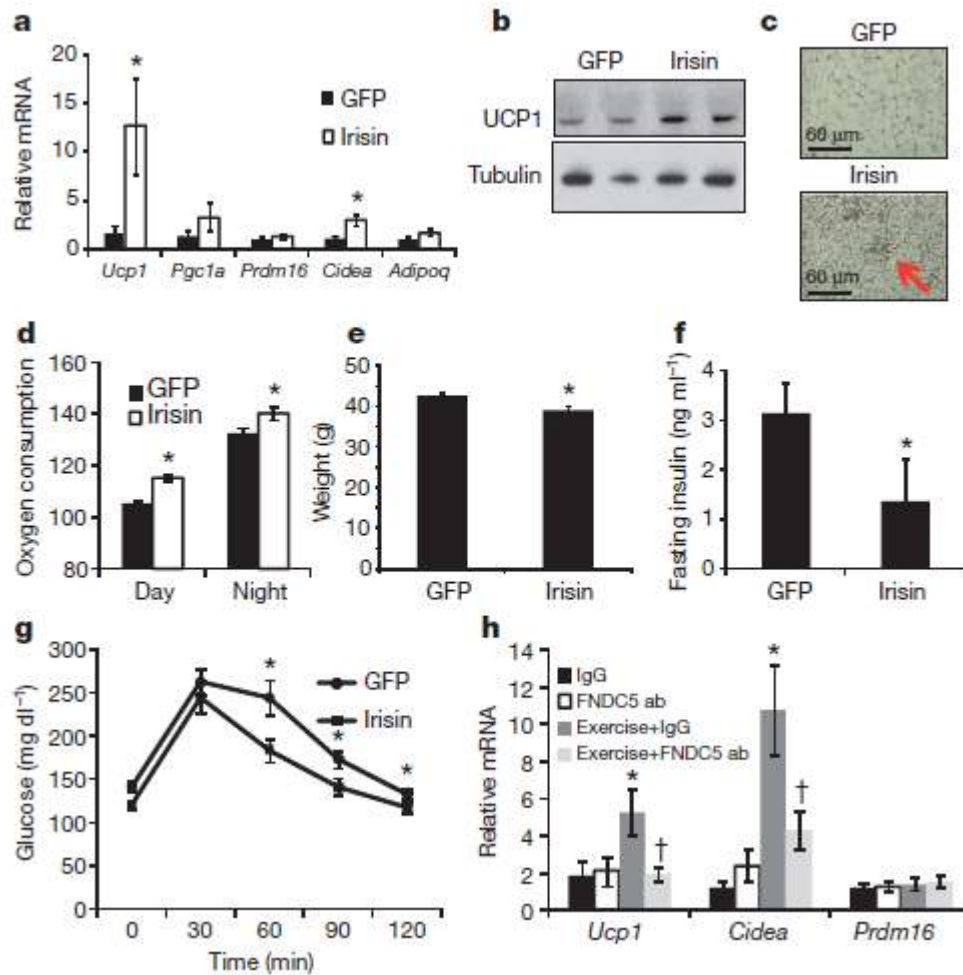 a
Relative mRNA
20
15
10
5
0
* *
GFP
Irisin
Ucp1 Pgc1a Prdm16 Cidea Adipoq
b
GFP Irisin
UCP1
Tubulin
c
GFP
60 µm
Irisin
60 µm
d
Oxygen consumption
160
140
120
100
80
GFP
Irisin
* *
Day Night
e
Weight (g)
50
40
30
20
10
0
*
GFP Irisin
f
Fasting insulin (ng ml⁻¹)
4
3
2
1
0
*
GFP Irisin
g
Glucose (mg dl⁻¹)
300
250
200
150
100
50
0
* * *
GFP
Irisin
0 30 60 90 120
Time (min)
h
Relative mRNA
14
12
10
8
6
4
2
0
IgG
FNDC5 ab
Exercise+IgG
Exercise+FNDC5 ab
* † * †
Ucp1 Cidea Prdm16